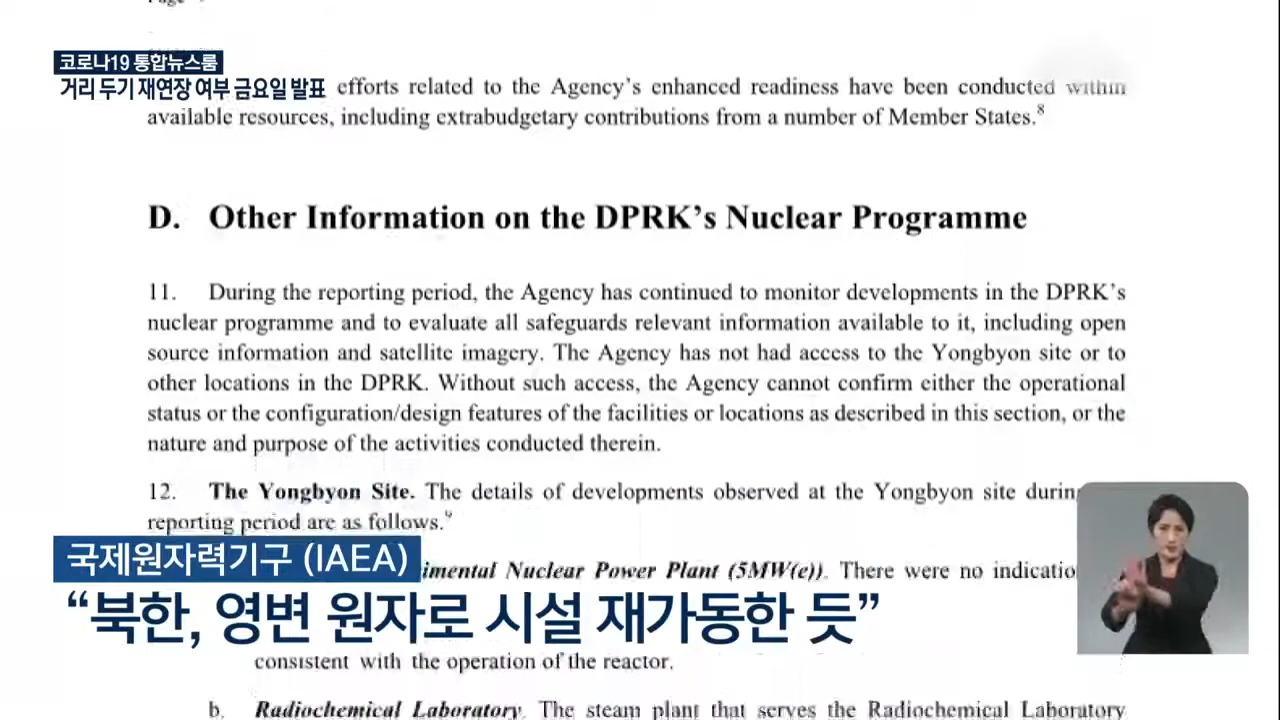 코로나19 통합뉴스룸
거리 두기 재연장 여부 금요일 발표
efforts related to the Agency's enhanced readiness have been conducted within
available resources, including extrabudgetary contributions from a number of Member States.⁸
D. Other Information on the DPRK's Nuclear Programme
11. During the reporting period, the Agency has continued to monitor developments in the DPRK's
nuclear programme and to evaluate all safeguards relevant information available to it, including open
source information and satellite imagery. The Agency has not had access to the Yongbyon site or to
other locations in the DPRK. Without such access, the Agency cannot confirm either the operational
status or the configuration/design features of the facilities or locations as described in this section, or the
nature and purpose of the activities conducted therein.
12. The Yongbyon Site. The details of developments observed at the Yongbyon site
reporting period are as follows.⁹
국제원자력기구 (IAEA)
Nuclear Power Plant (5MW(e)). There were no
“북한, 영변 원자로 시설 재가동한 듯”
consistent with the operation of the reactor.
b. Radiochemical Laboratory. The steam plant that serves the Radiochemical Laboratory